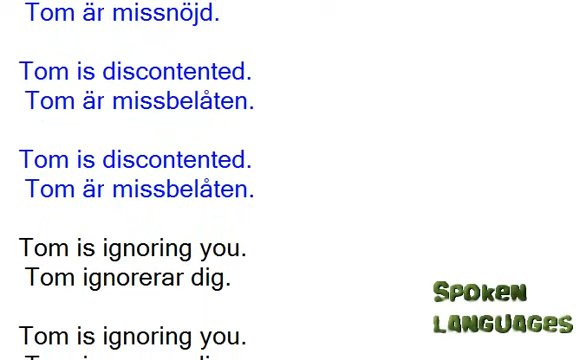 Tom är missnöjd.
Tom is discontented.
Tom är missbelåten.
Tom is discontented.
Tom är missbelåten.
Tom is ignoring you.
Tom ignorerar dig.
Tom is ignoring you.
Spoken
Languages